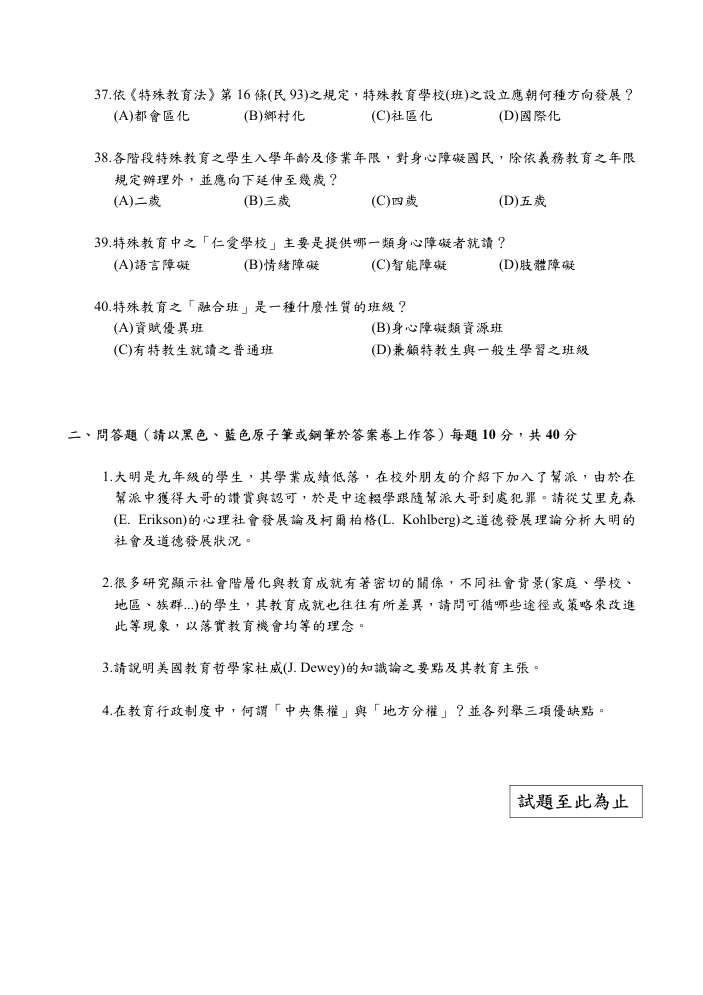 37.依《特殊教育法》第 16 條(民 93)之規定，特殊教育學校(班)之設立應朝何種方向發展？
(A)都會區化 (B)鄉村化 (C)社區化 (D)國際化
38.各階段特殊教育之學生入學年齡及修業年限，對身心障礙國民，除依義務教育之年限
規定辦理外，並應向下延伸至幾歲？
(A)二歲 (B)三歲 (C)四歲 (D)五歲
39.特殊教育中之「仁愛學校」主要是提供哪一類身心障礙者就讀？
(A)語言障礙 (B)情緒障礙 (C)智能障礙 (D)肢體障礙
40.特殊教育之「融合班」是一種什麼性質的班級？
(A)資賦優異班 (B)身心障礙類資源班
(C)有特教生就讀之普通班 (D)兼顧特教生與一般生學習之班級
二、問答題（請以黑色、藍色原子筆或鋼筆於答案卷上作答）每題 10 分，共 40 分
1.大明是九年級的學生，其學業成績低落，在校外朋友的介紹下加入了幫派，由於在
幫派中獲得大哥的讚賞與認可，於是中途輟學跟隨幫派大哥到處犯罪。請從艾里克森
(E. Erikson)的心理社會發展論及柯爾柏格(L. Kohlberg)之道德發展理論分析大明的
社會及道德發展狀況。
2.很多研究顯示社會階層化與教育成就有著密切的關係，不同社會背景(家庭、學校、
地區、族群...)的學生，其教育成就也往往有所差異，請問可循哪些途徑或策略來改進
此等現象，以落實教育機會均等的理念。
3.請說明美國教育哲學家杜威(J. Dewey)的知識論之要點及其教育主張。
4.在教育行政制度中，何謂「中央集權」與「地方分權」？並各列舉三項優缺點。
試題至此為止